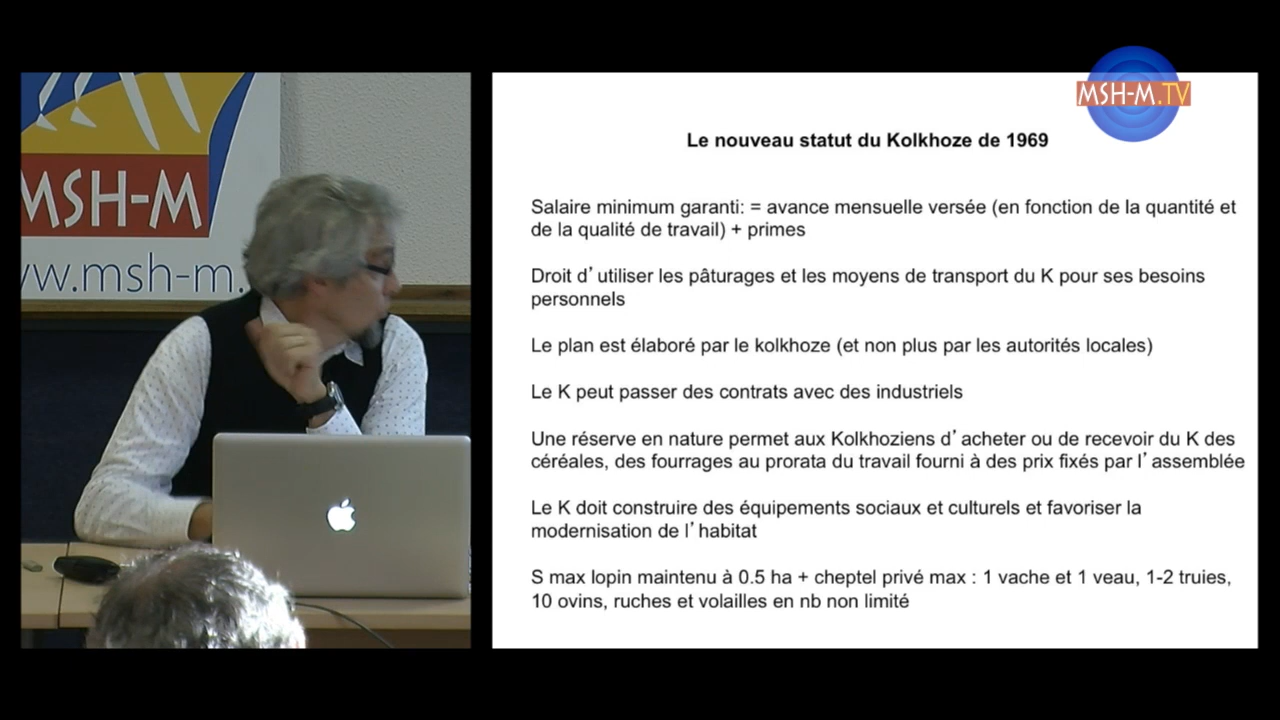 MSH-M.TV
MSH-M
www.msh-m.
Le nouveau statut du Kolkhoze de 1969
Salaire minimum garanti: = avance mensuelle versée (en fonction de la quantité et
de la qualité de travail) + primes
Droit d’utiliser les pâturages et les moyens de transport du K pour ses besoins
personnels
Le plan est élaboré par le kolkhoze (et non plus par les autorités locales)
Le K peut passer des contrats avec des industriels
Une réserve en nature permet aux Kolkhoziens d’acheter ou de recevoir du K des
céréales, des fourrages au prorata du travail fourni à des prix fixés par l’assemblée
Le K doit construire des équipements sociaux et culturels et favoriser la
modernisation de l’habitat
S max lopin maintenu à 0.5 ha + cheptel privé max : 1 vache et 1 veau, 1-2 truies,
10 ovins, ruches et volailles en nb non limité